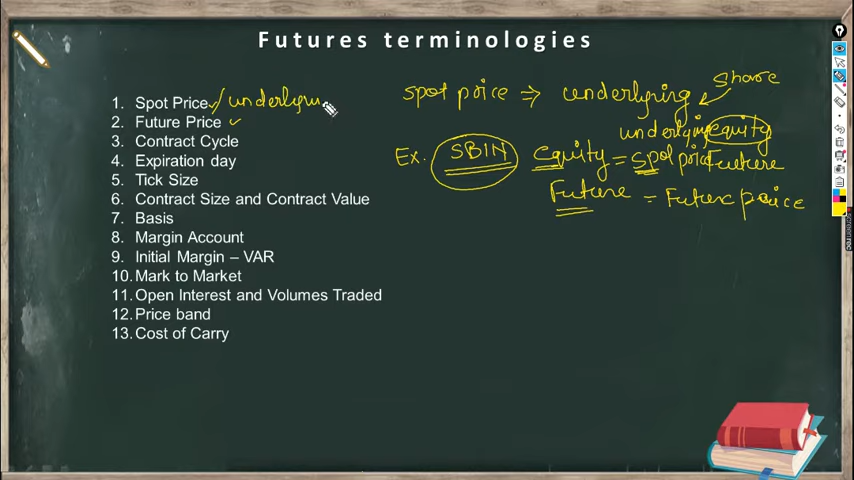 Futures terminologies
1. Spot Price / underlying
2. Future Price
3. Contract Cycle
4. Expiration day
5. Tick Size
6. Contract Size and Contract Value
7. Basis
8. Margin Account
9. Initial Margin – VAR
10. Mark to Market
11. Open Interest and Volumes Traded
12. Price band
13. Cost of Carry
share
spot price ⇒ underlying
underlying equity
Ex. SBIN equity = spot price Future
Future = Future price